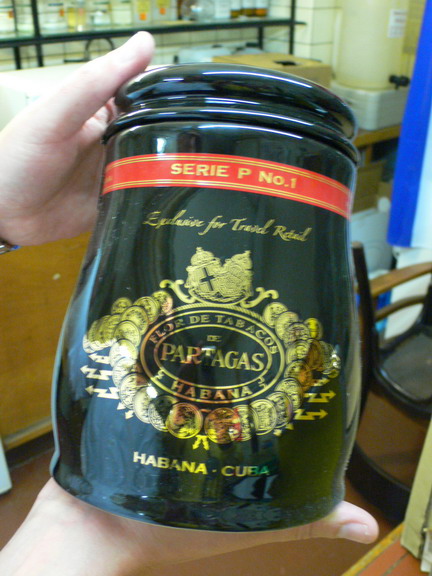 SERIE P No.1
Exclusive for Travel Retail
FLOR DE TABACOS
DE
PARTAGAS
HABANA
HABANA - CUBA